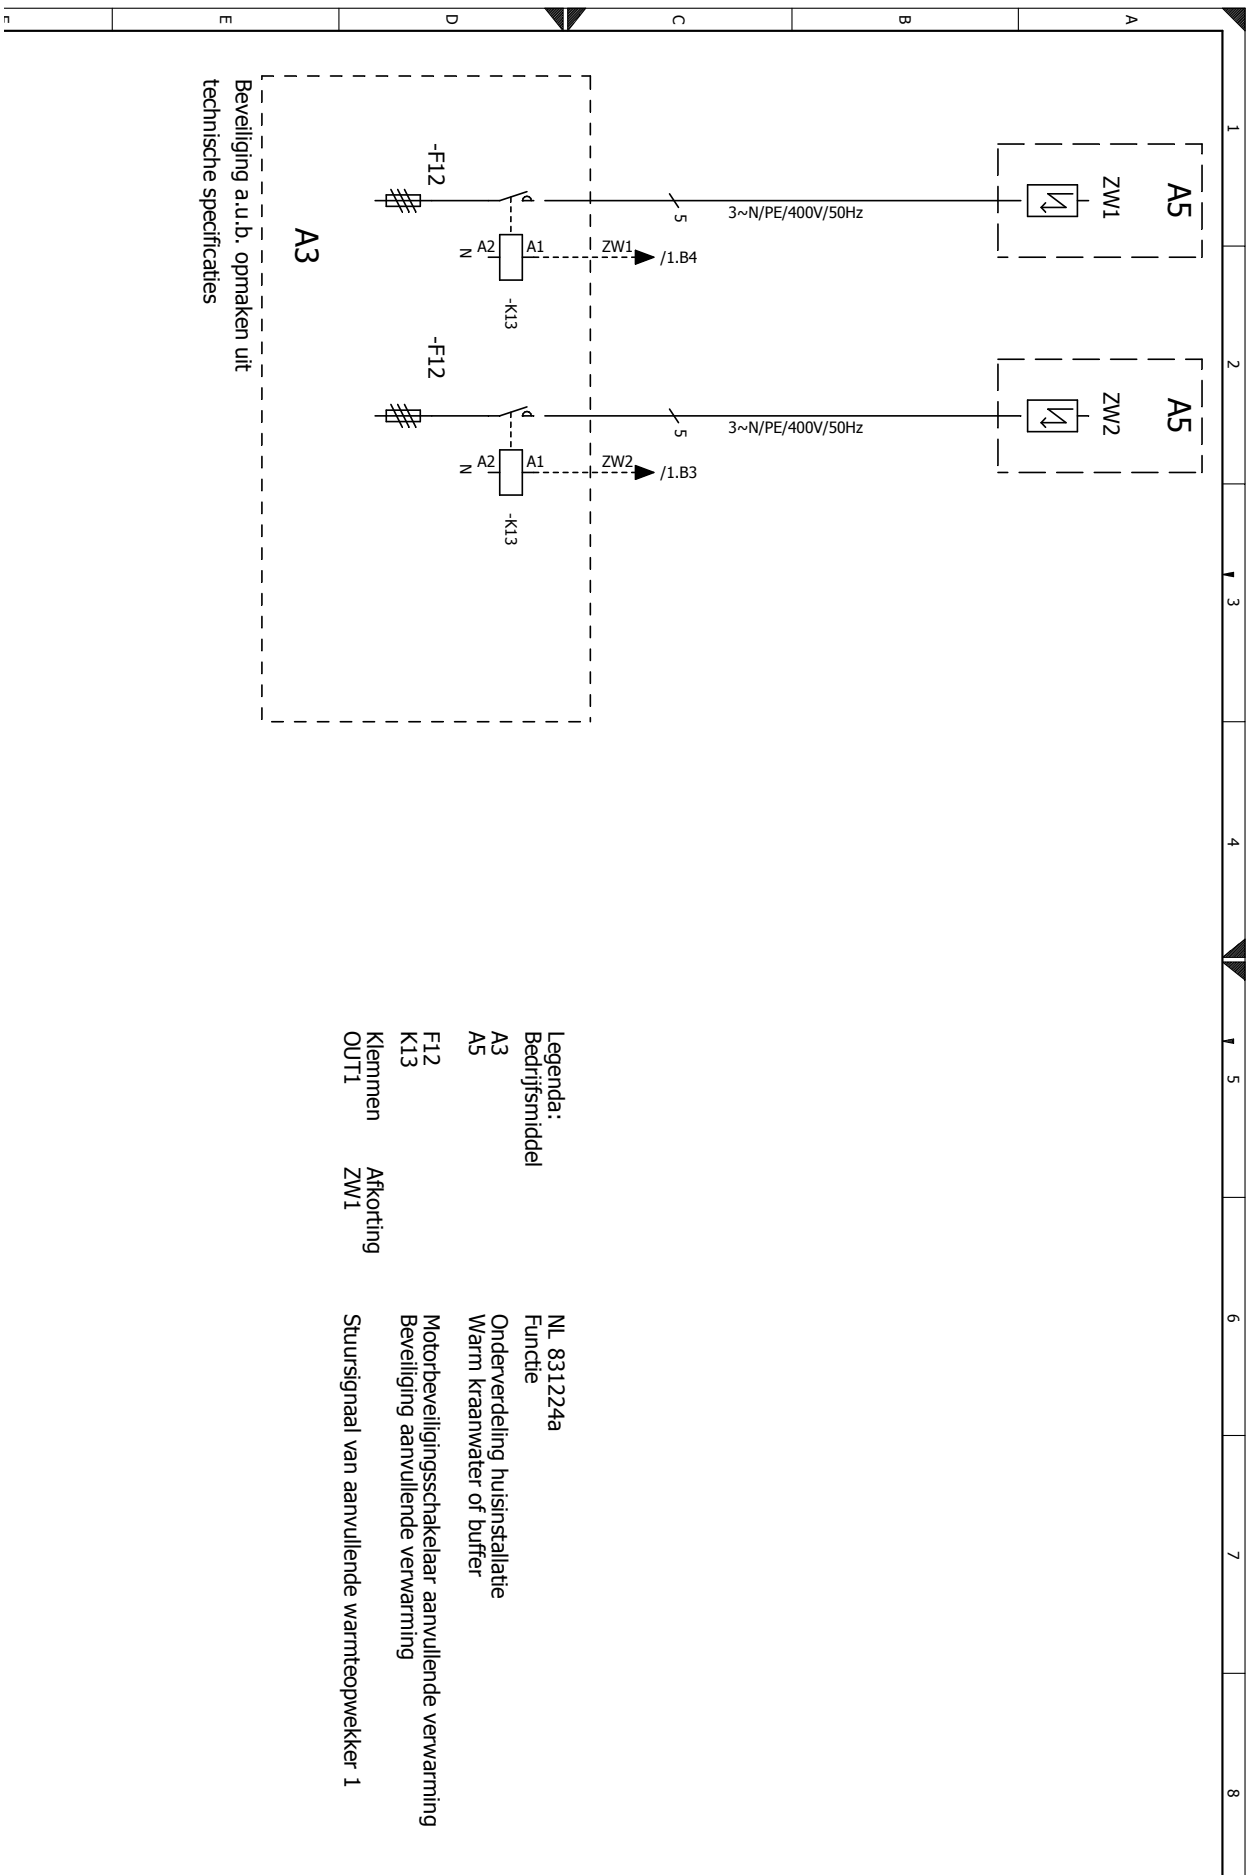 1
2
3
4
5
6
7
8
A
B
C
D
E
F
A5
ZW1
A5
ZW2
3~N/PE/400V/50Hz
3~N/PE/400V/50Hz
5
5
/1.B4
/1.B3
ZW1
ZW2
A1
A2
N
-K13
A1
A2
N
-K13
-F12
-F12
A3
Beveiliging a.u.b. opmaken uit
technische specificaties
Legenda: NL 831224a
Bedrijfsmiddel Functie
A3 Onderverdeling huisinstallatie
A5 Warm kraanwater of buffer
F12 Motorbeveiligingsschakelaar aanvullende verwarming
K13 Beveiliging aanvullende verwarming
Klemmen Afkorting
OUT1 ZW1 Stuursignaal van aanvullende warmteopwekker 1